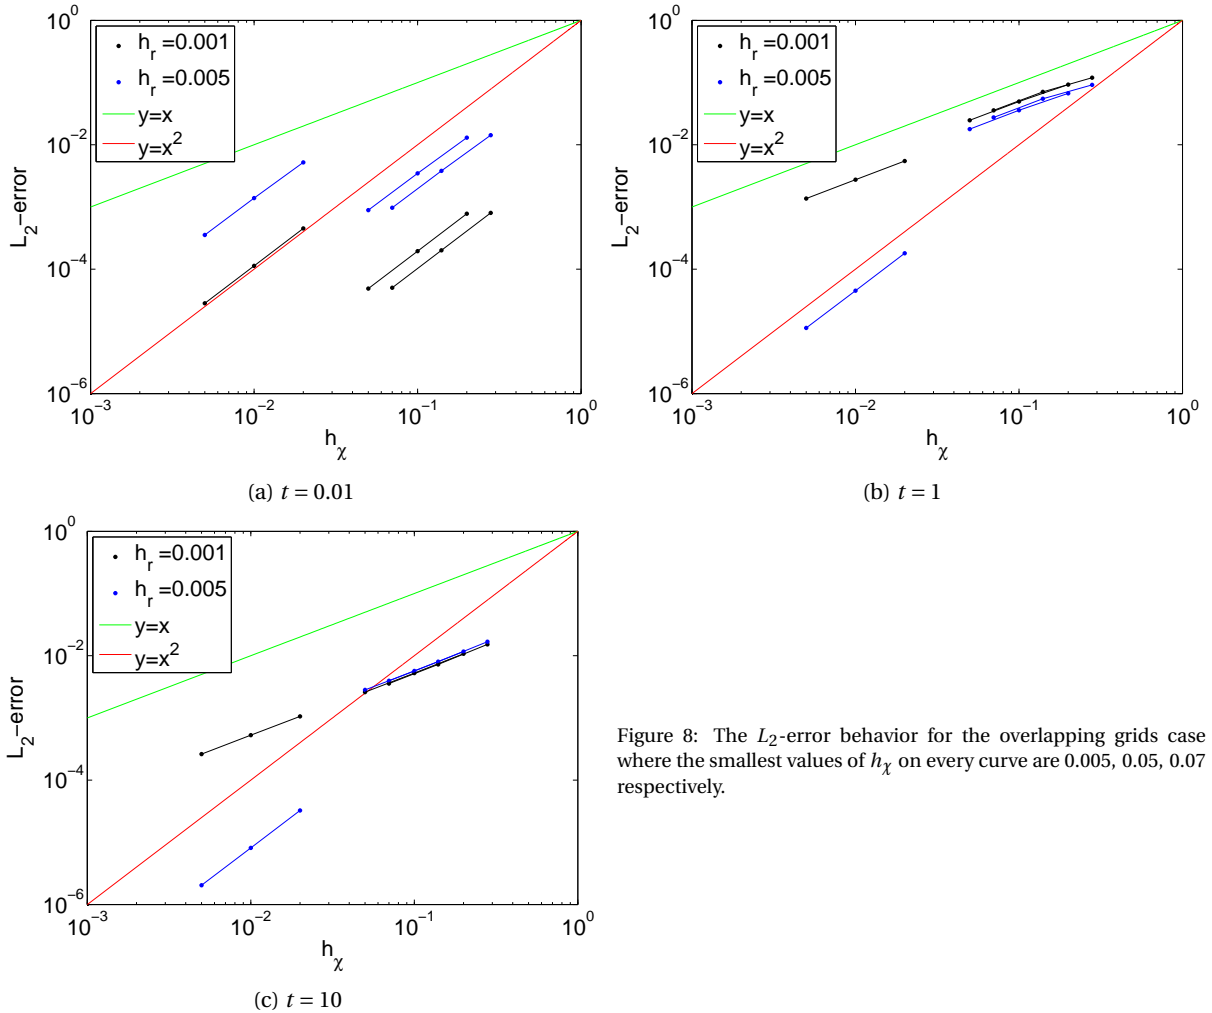 10^0
10^−2
10^−4
10^−6
L_2−error
h_r =0.001
h_r =0.005
y=x
y=x^2
10^−3 10^−2 10^−1 10^0
h_χ
(a) t = 0.01
10^0
10^−2
10^−4
10^−6
L_2−error
h_r =0.001
h_r =0.005
y=x
y=x^2
10^−3 10^−2 10^−1 10^0
h_χ
(b) t = 1
10^0
10^−2
10^−4
10^−6
L_2−error
h_r =0.001
h_r =0.005
y=x
y=x^2
10^−3 10^−2 10^−1 10^0
h_χ
(c) t = 10
Figure 8: The L_2-error behavior for the overlapping grids case
where the smallest values of h_χ on every curve are 0.005, 0.05, 0.07
respectively.